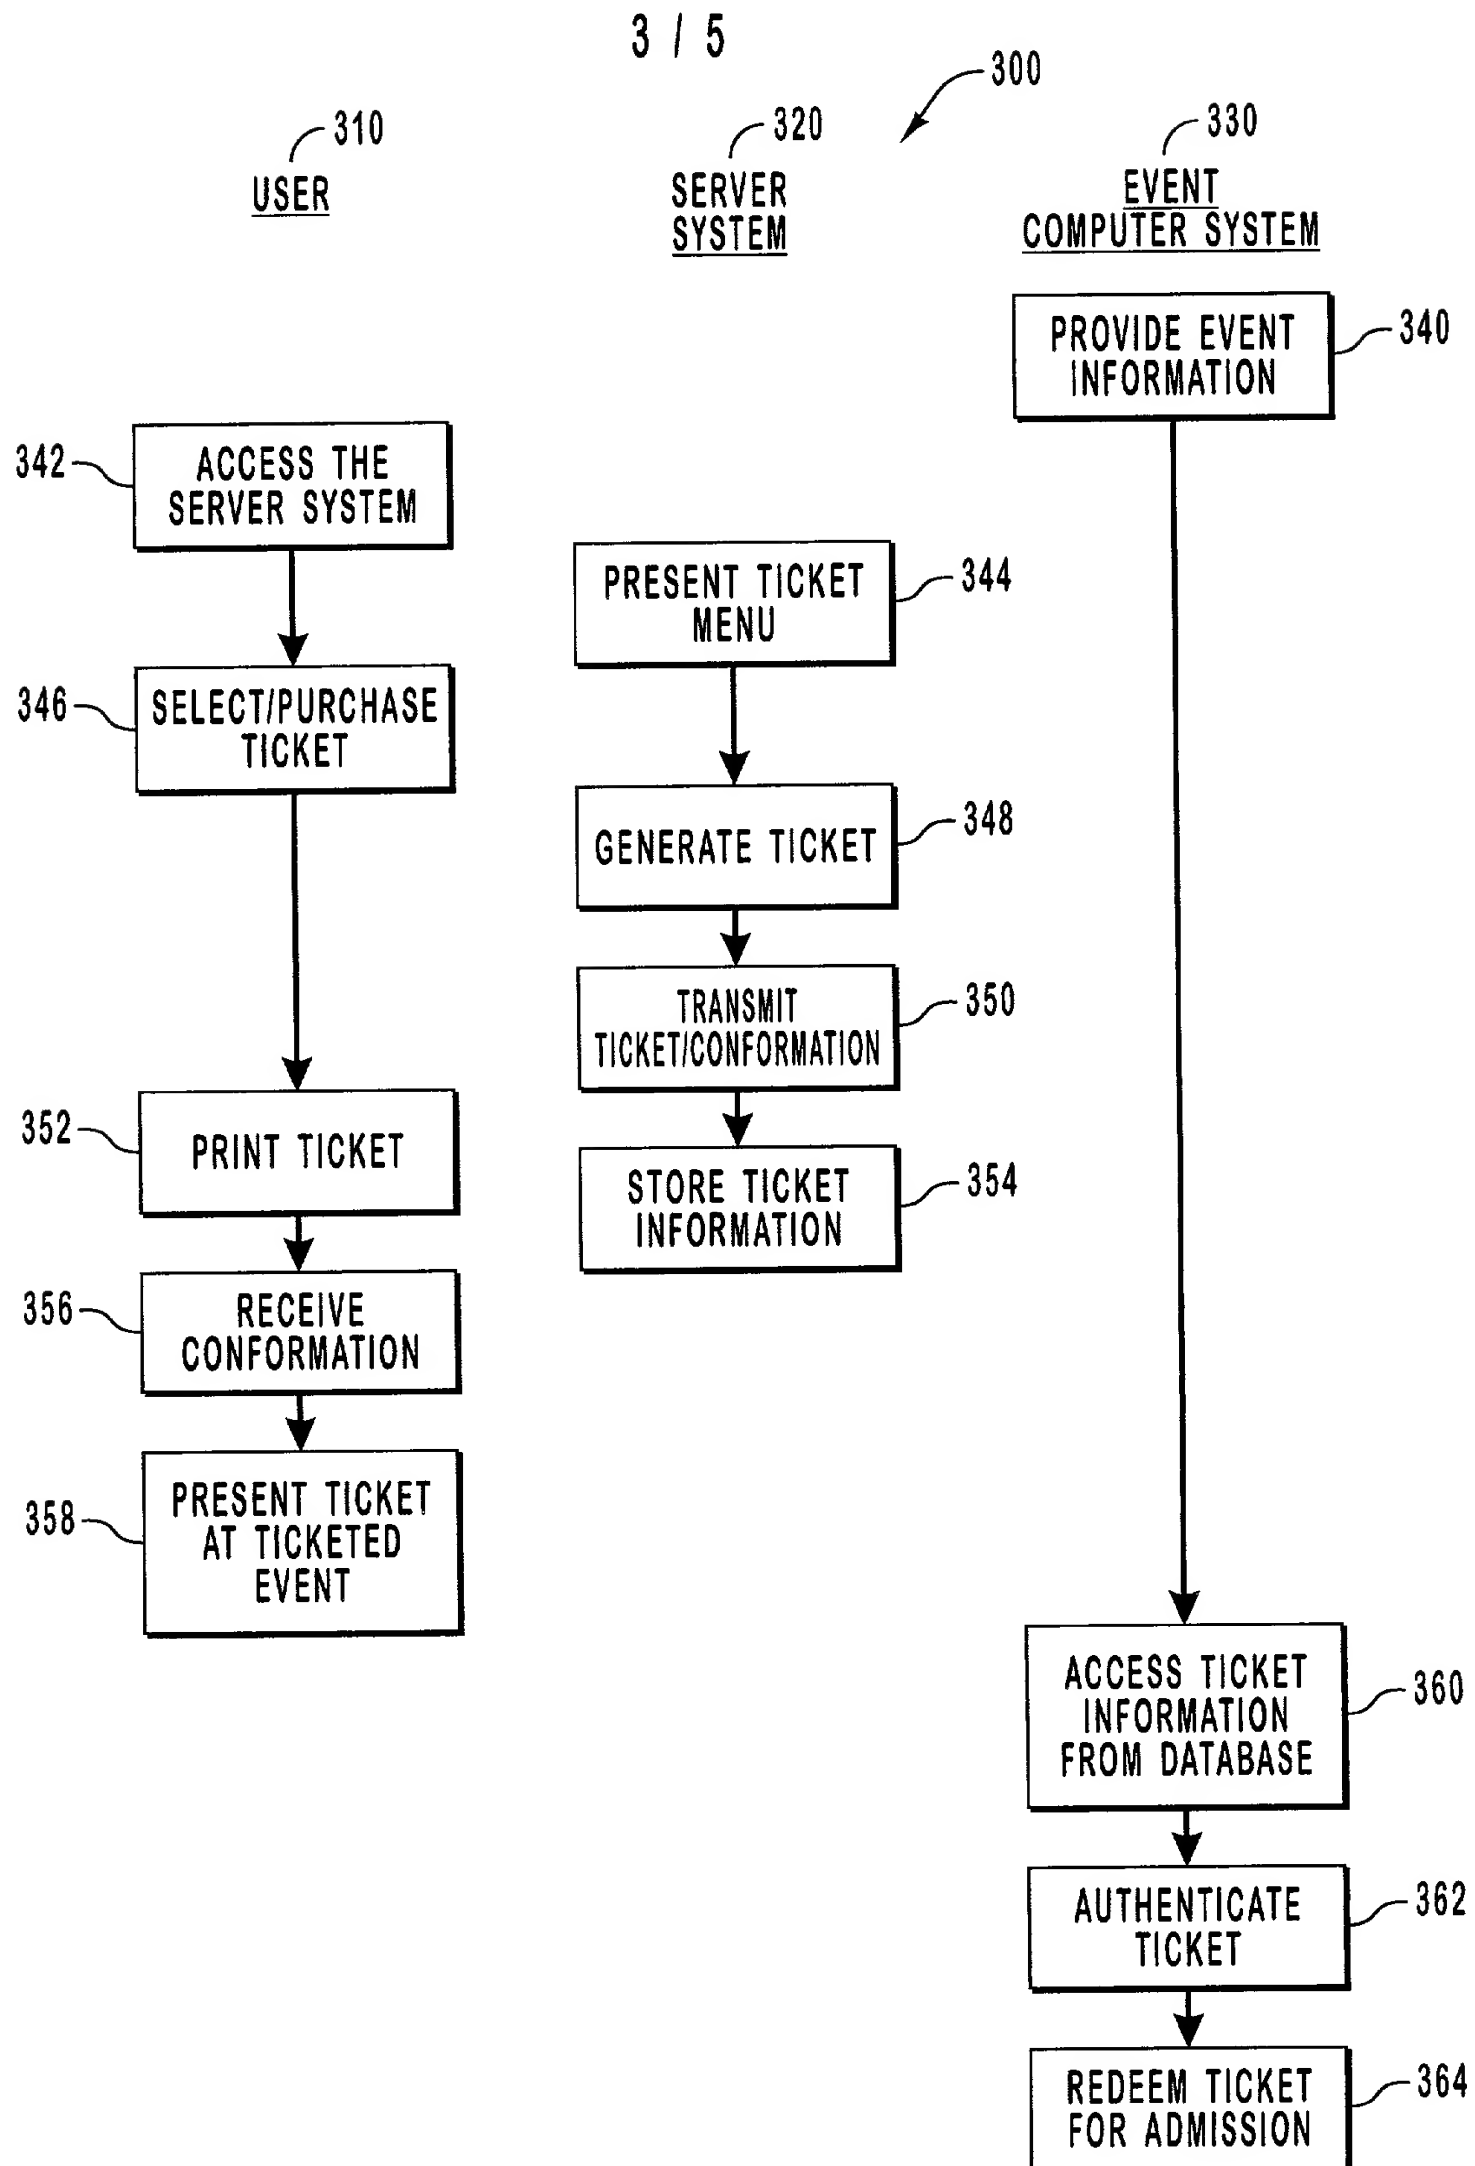 3 / 5
300
310
USER
320
SERVER
SYSTEM
330
EVENT
COMPUTER SYSTEM
PROVIDE EVENT
INFORMATION
340
342
ACCESS THE
SERVER SYSTEM
PRESENT TICKET
MENU
344
346
SELECT/PURCHASE
TICKET
GENERATE TICKET
348
TRANSMIT
TICKET/CONFORMATION
350
352
PRINT TICKET
STORE TICKET
INFORMATION
354
356
RECEIVE
CONFORMATION
358
PRESENT TICKET
AT TICKETED
EVENT
ACCESS TICKET
INFORMATION
FROM DATABASE
360
AUTHENTICATE
TICKET
362
REDEEM TICKET
FOR ADMISSION
364